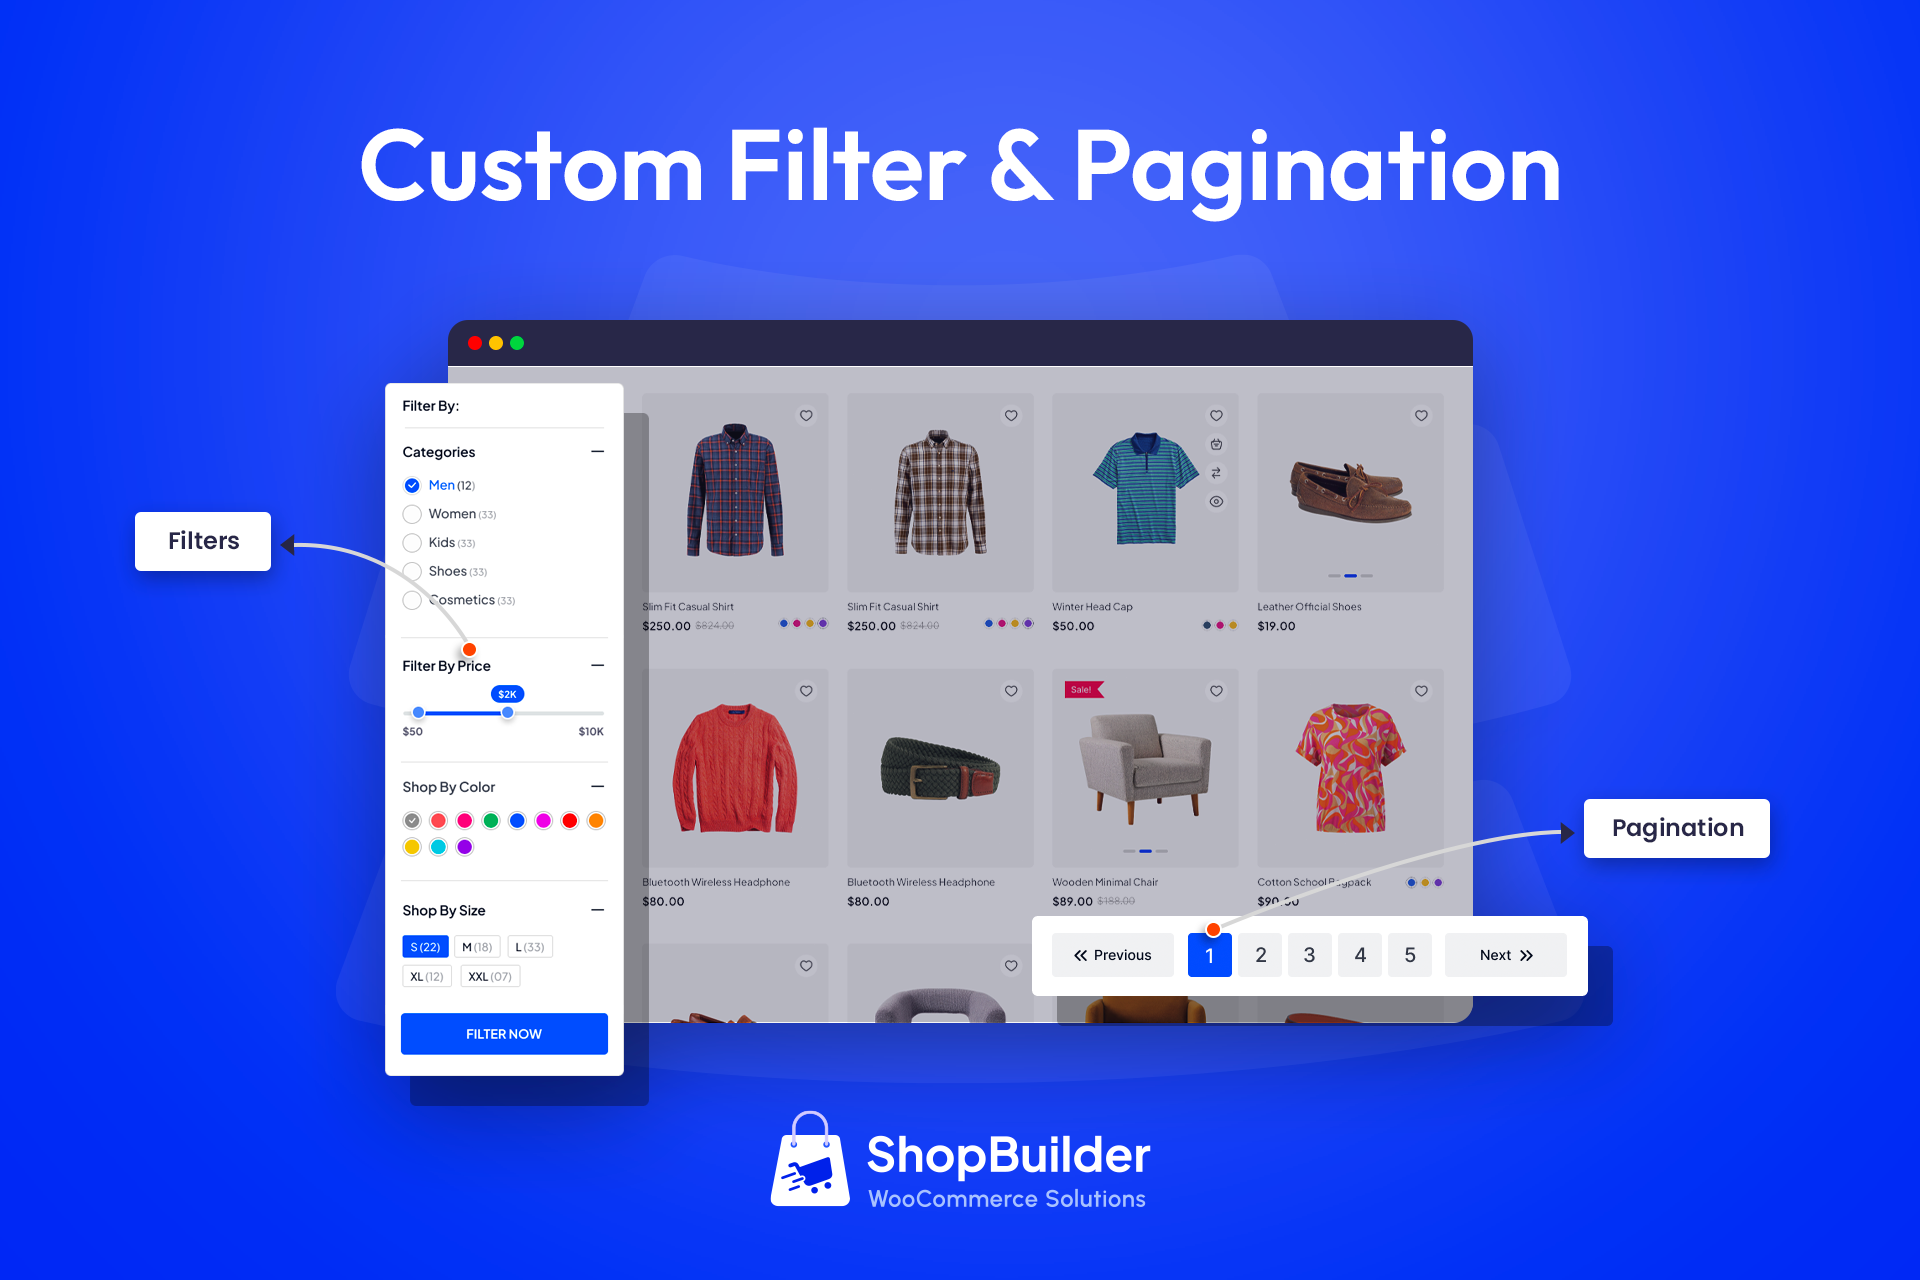 Custom Filter & Pagination
Filters
Filter By:
Categories
Men (12)
Women (33)
Kids (33)
Shoes (33)
Cosmetics (33)
Filter By Price
$2K
$50 $10K
Shop By Color
Shop By Size
S (22) M (18) L (33)
XL (12) XXL (07)
FILTER NOW
Slim Fit Casual Shirt
$250.00 $824.00
Slim Fit Casual Shirt
$250.00 $824.00
Winter Head Cap
$50.00
Leather Official Shoes
$19.00
Bluetooth Wireless Headphone
$80.00
Bluetooth Wireless Headphone
$80.00
Sale!
Wooden Minimal Chair
$89.00 $188.00
Cotton School Bagpack
$90.00
Pagination
Previous 1 2 3 4 5 Next
ShopBuilder
WooCommerce Solutions